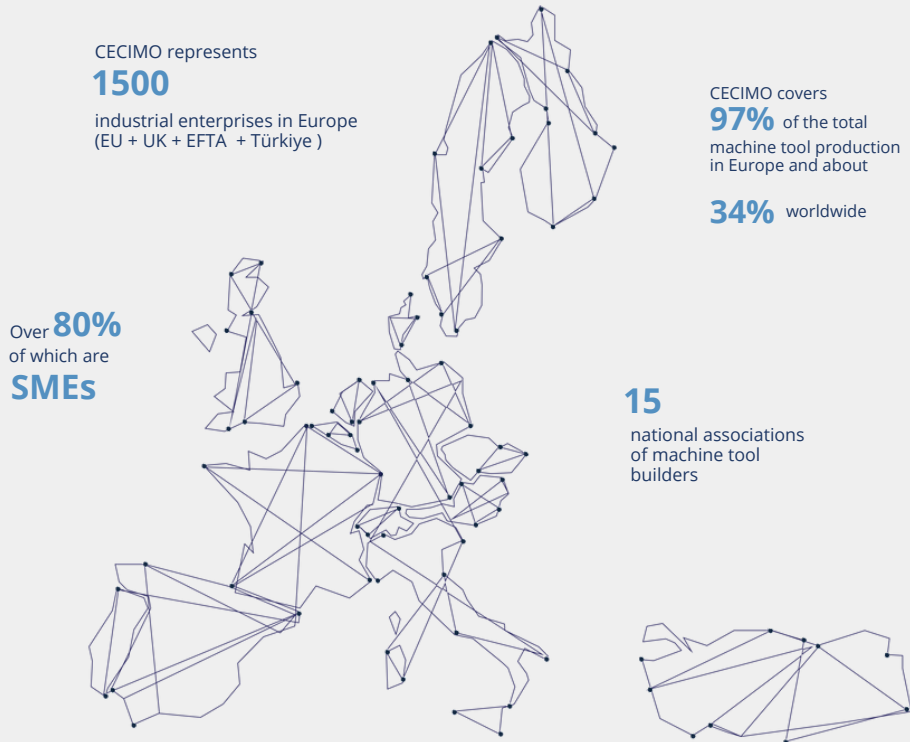 CECIMO represents
1500
industrial enterprises in Europe
(EU + UK + EFTA + Türkiye )
CECIMO covers
97% of the total
machine tool production
in Europe and about
34% worldwide
Over 80%
of which are
SMEs
15
national associations
of machine tool
builders